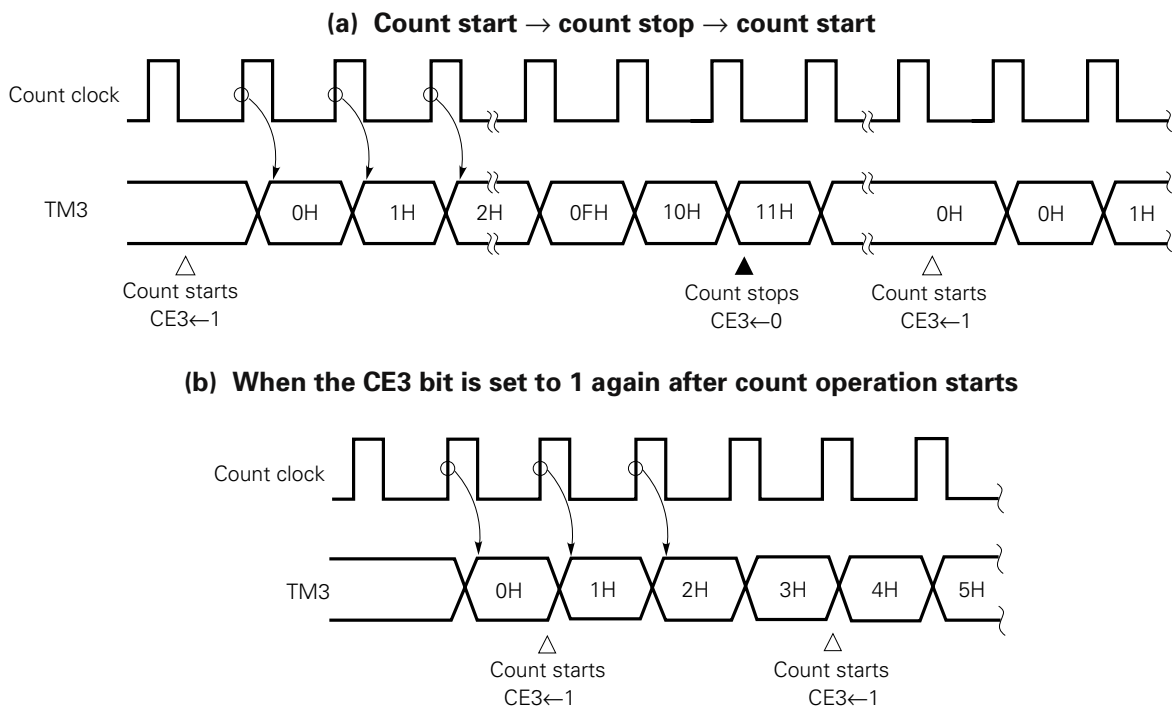 (a) Count start → count stop → count start
Count clock
TM3
0H
1H
2H
0FH
10H
11H
0H
0H
1H
Count starts
CE3←1
Count stops
CE3←0
Count starts
CE3←1
(b) When the CE3 bit is set to 1 again after count operation starts
Count clock
TM3
0H
1H
2H
3H
4H
5H
Count starts
CE3←1
Count starts
CE3←1